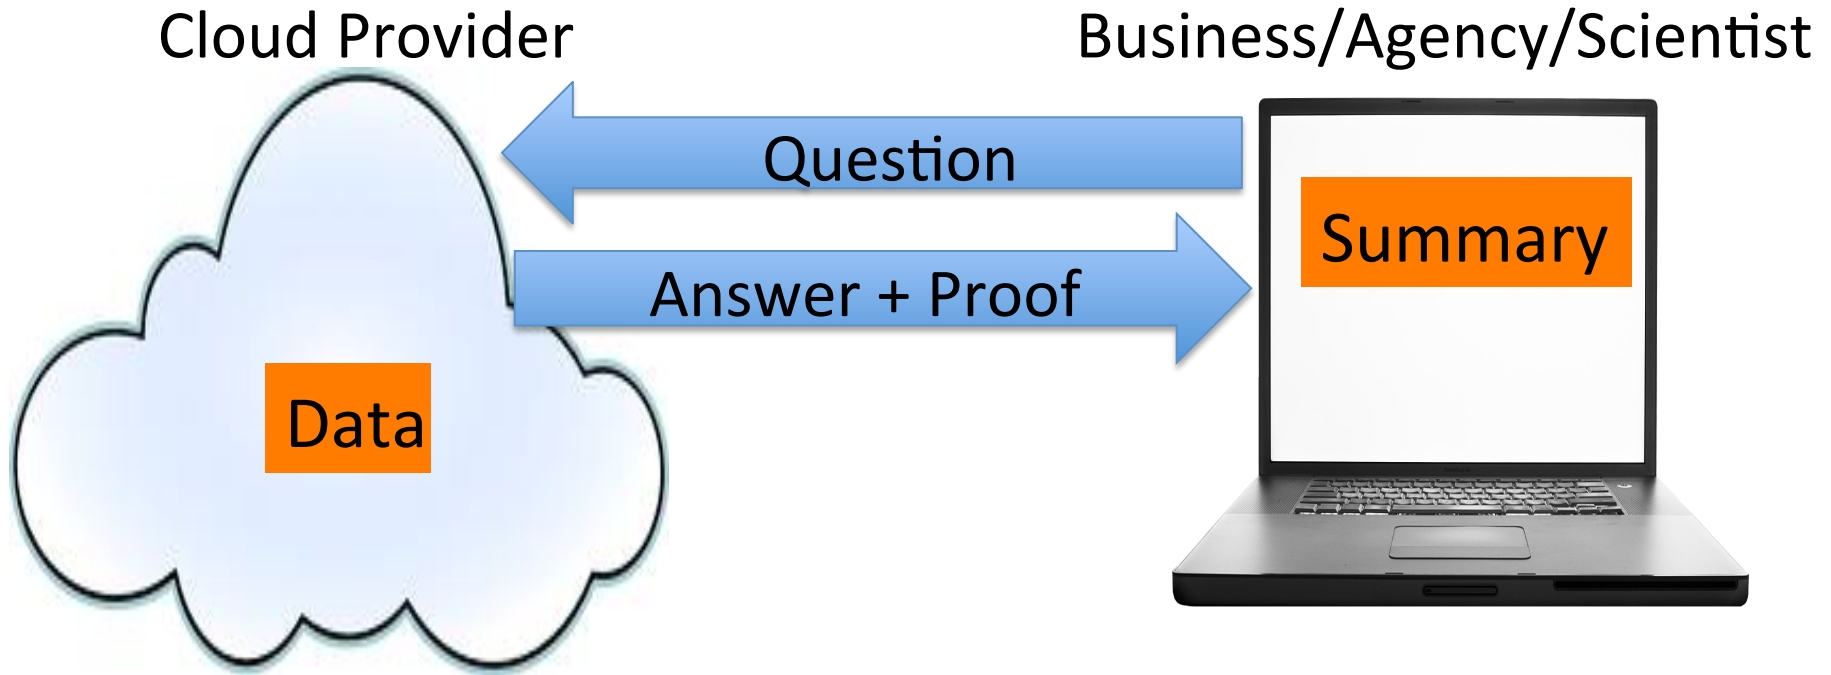 Cloud Provider
Business/Agency/Scientist
Question
Summary
Answer + Proof
Data